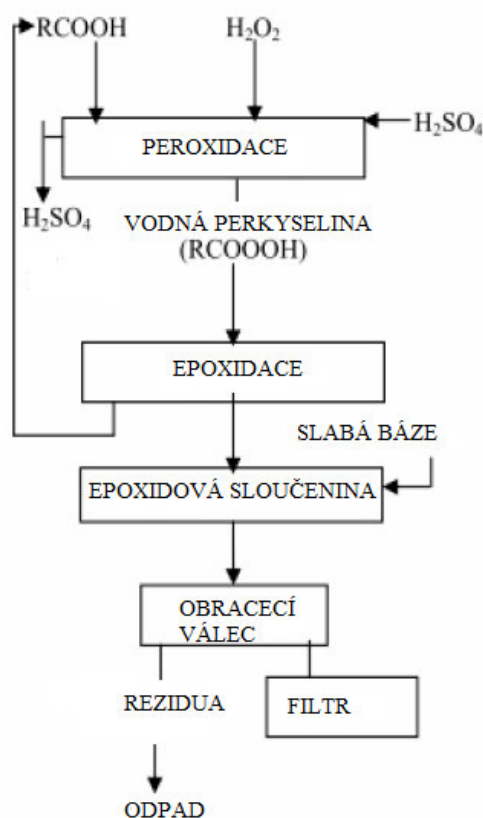 RCOOH
H₂O₂
H₂SO₄
PEROXIDACE
H₂SO₄
VODNÁ PERKYSELINA
(RCOOOH)
EPOXIDACE
SLABÁ BÁZE
EPOXIDOVÁ SLOUČENINA
OBRACECÍ
VÁLEC
REZIDUA
FILTR
ODPAD